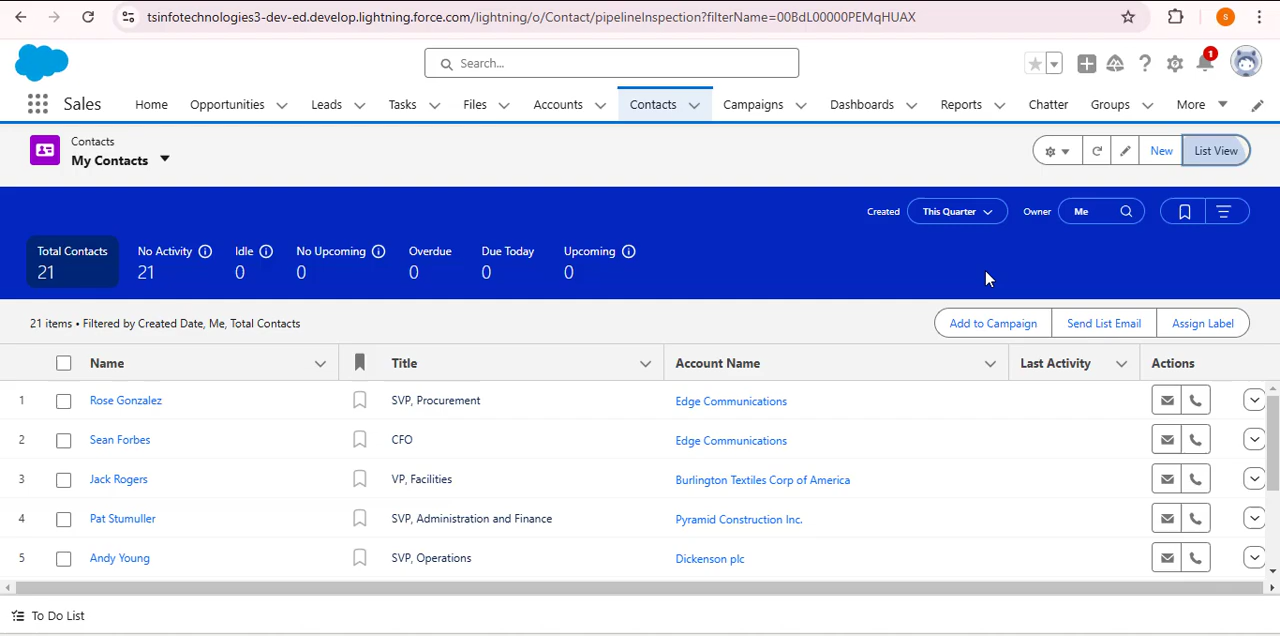 tsinfotechnologies3-dev-ed.develop.lightning.force.com/lightning/o/Contact/pipelineInspection?filterName=00BdL00000PEMqHUAX
S
Search...
1
Sales Home Opportunities Leads Tasks Files Accounts Contacts Campaigns Dashboards Reports Chatter Groups More
Contacts
My Contacts
New List View
Created This Quarter Owner Me
Total Contacts No Activity Idle No Upcoming Overdue Due Today Upcoming
21 21 0 0 0 0 0
21 items • Filtered by Created Date, Me, Total Contacts
Add to Campaign Send List Email Assign Label
Name Title Account Name Last Activity Actions
1 Rose Gonzalez SVP, Procurement Edge Communications
2 Sean Forbes CFO Edge Communications
3 Jack Rogers VP, Facilities Burlington Textiles Corp of America
4 Pat Stumuller SVP, Administration and Finance Pyramid Construction Inc.
5 Andy Young SVP, Operations Dickenson plc
To Do List